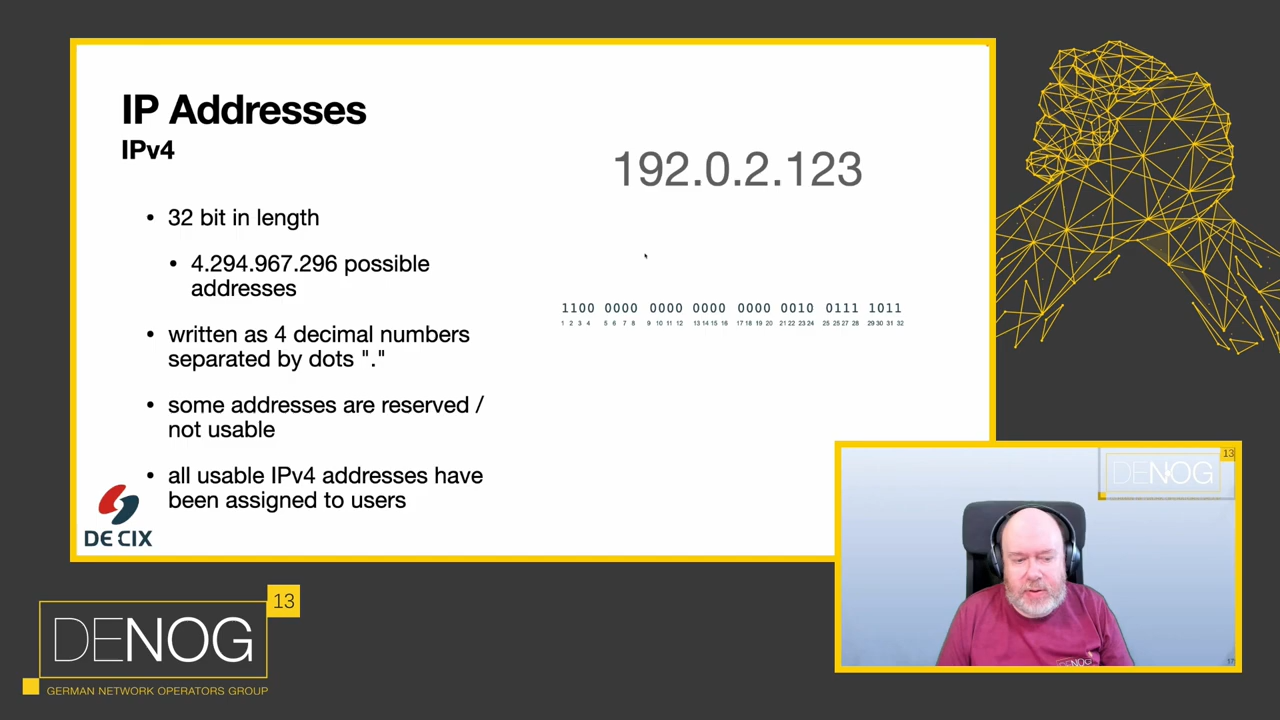 IP Addresses
IPv4
192.0.2.123
• 32 bit in length
• 4.294.967.296 possible
addresses
1100 0000 0000 0000 0000 0010 0111 1011
1 2 3 4 5 6 7 8 9 10 11 12 13 14 15 16 17 18 19 20 21 22 23 24 25 25 27 28 29 30 31 32
• written as 4 decimal numbers
separated by dots "."
• some addresses are reserved /
not usable
• all usable IPv4 addresses have
been assigned to users
DE CIX
DENOG
13
DENOG
13
DENOG
GERMAN NETWORK OPERATORS GROUP